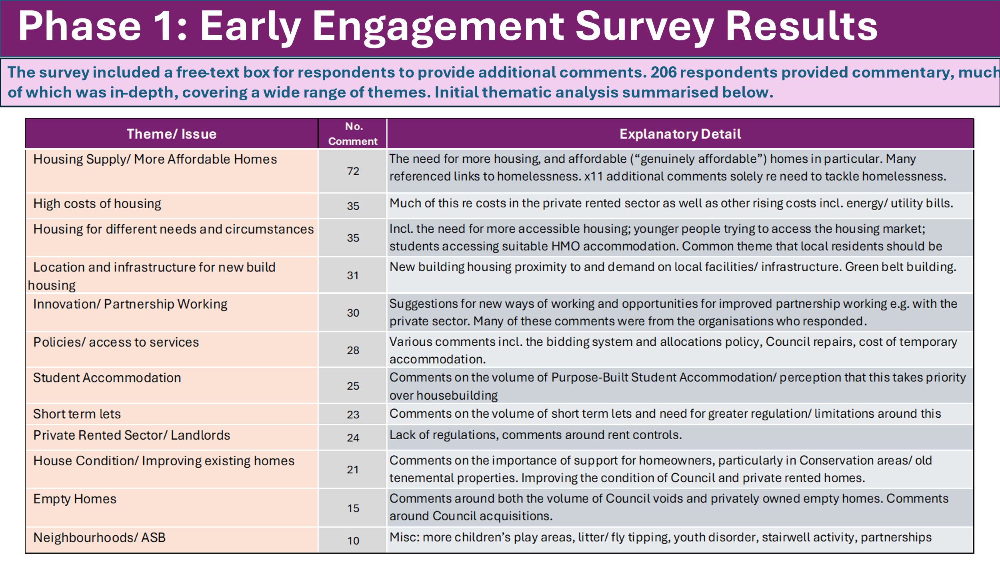 Phase 1: Early Engagement Survey Results
The survey included a free-text box for respondents to provide additional comments. 206 respondents provided commentary, much
of which was in-depth, covering a wide range of themes. Initial thematic analysis summarised below.
Theme/ Issue
No.
Comment
Explanatory Detail
Housing Supply/ More Affordable Homes
72
The need for more housing, and affordable (“genuinely affordable”) homes in particular. Many
referenced links to homelessness. x11 additional comments solely re need to tackle homelessness.
High costs of housing
35
Much of this re costs in the private rented sector as well as other rising costs incl. energy/ utility bills.
Housing for different needs and circumstances
35
Incl. the need for more accessible housing; younger people trying to access the housing market;
students accessing suitable HMO accommodation. Common theme that local residents should be
Location and infrastructure for new build
housing
31
New building housing proximity to and demand on local facilities/ infrastructure. Green belt building.
Innovation/ Partnership Working
30
Suggestions for new ways of working and opportunities for improved partnership working e.g. with the
private sector. Many of these comments were from the organisations who responded.
Policies/ access to services
28
Various comments incl. the bidding system and allocations policy, Council repairs, cost of temporary
accommodation.
Student Accommodation
25
Comments on the volume of Purpose-Built Student Accommodation/ perception that this takes priority
over housebuilding
Short term lets
23
Comments on the volume of short term lets and need for greater regulation/ limitations around this
Private Rented Sector/ Landlords
24
Lack of regulations, comments around rent controls.
House Condition/ Improving existing homes
21
Comments on the importance of support for homeowners, particularly in Conservation areas/ old
tenemental properties. Improving the condition of Council and private rented homes.
Empty Homes
15
Comments around both the volume of Council voids and privately owned empty homes. Comments
around Council acquisitions.
Neighbourhoods/ ASB
10
Misc: more children’s play areas, litter/ fly tipping, youth disorder, stairwell activity, partnerships